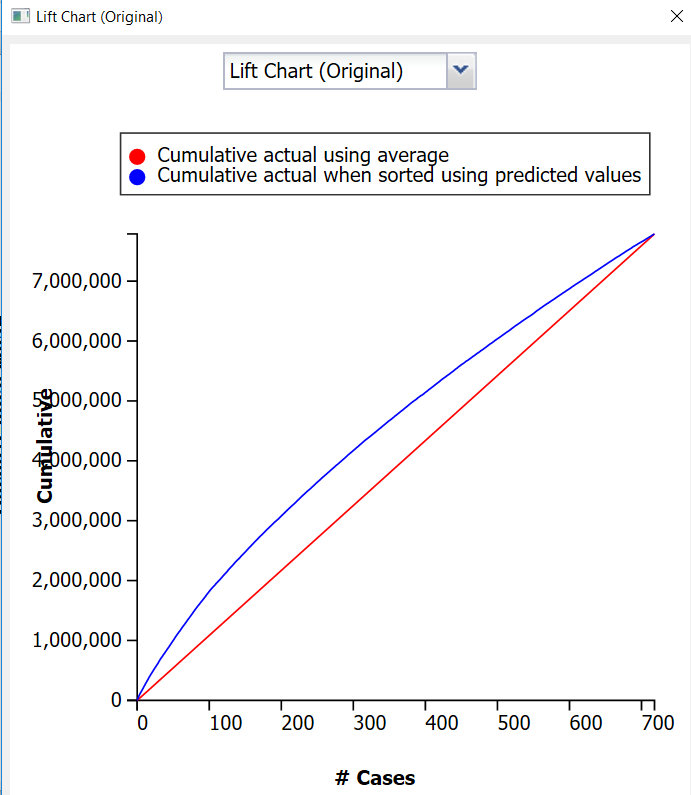 Lift Chart (Original)
Lift Chart (Original)
Cumulative actual using average
Cumulative actual when sorted using predicted values
7,000,000
6,000,000
5,000,000
4,000,000
3,000,000
2,000,000
1,000,000
0
Cumulative
0 100 200 300 400 500 600 700
# Cases